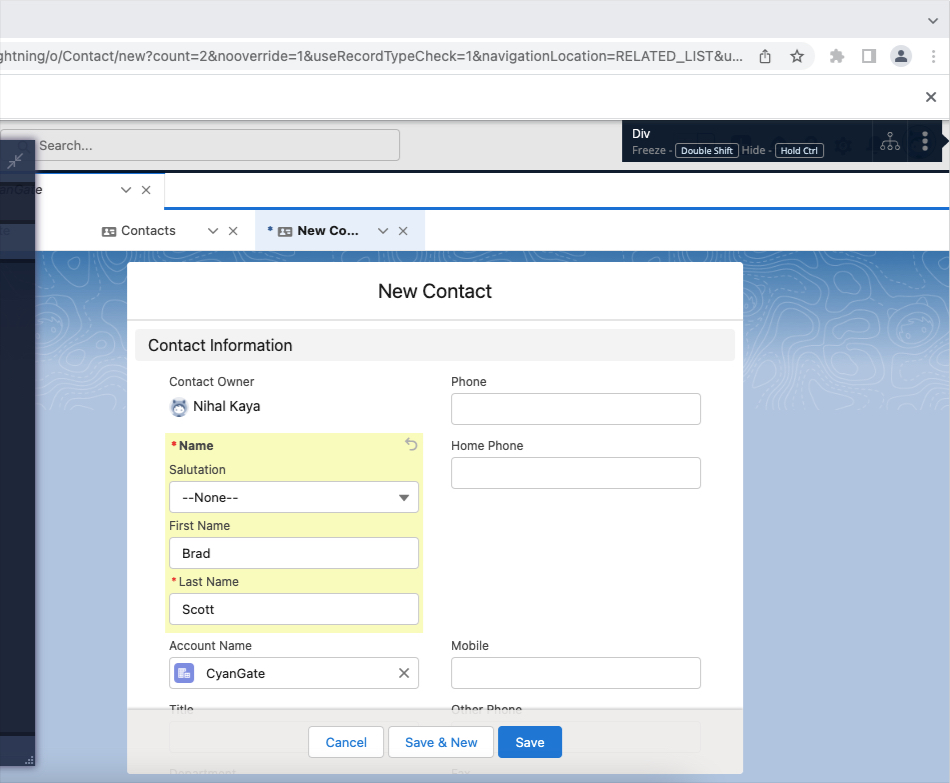 ghtning/o/Contact/new?count=2&nooverride=1&useRecordTypeCheck=1&navigationLocation=RELATED_LIST&u...
Search...
Div
Freeze - Double Shift Hide - Hold Ctrl
Contacts
* New Co...
New Contact
Contact Information
Contact Owner
Nihal Kaya
Phone
* Name
Home Phone
Salutation
--None--
First Name
Brad
* Last Name
Scott
Account Name
CyanGate
Mobile
Title
Other Phone
Cancel
Save & New
Save
Department
Fax